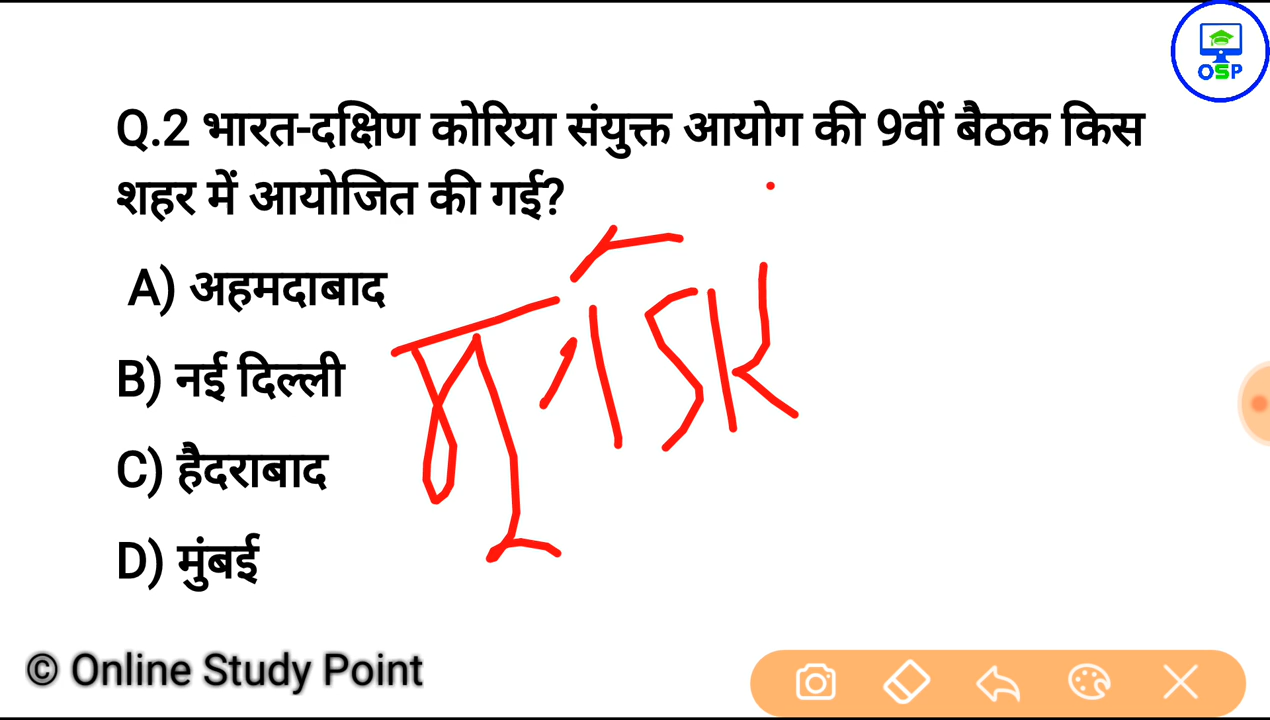 OSP
Q.2 भारत-दक्षिण कोरिया संयुक्त आयोग की 9वीं बैठक किस
शहर में आयोजित की गई?
A) अहमदाबाद
B) नई दिल्ली
C) हैदराबाद
D) मुंबई
© Online Study Point